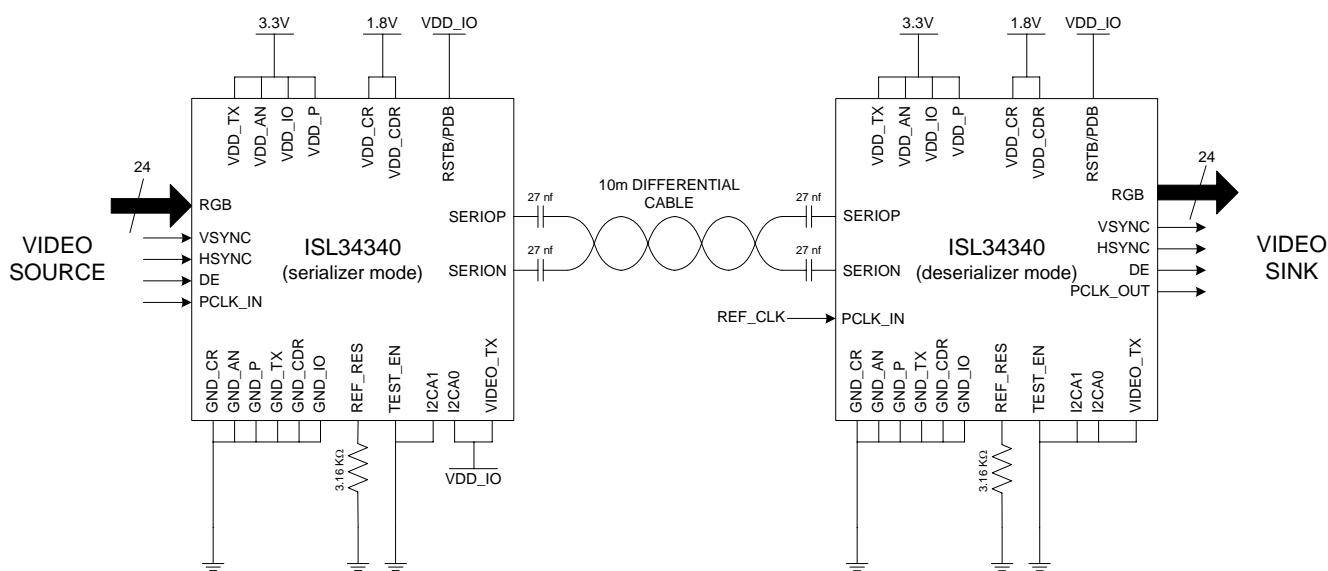 3.3V 1.8V VDD_IO 3.3V 1.8V VDD_IO
VDD_TX
VDD_AN
VDD_IO
VDD_P
VDD_CR
VDD_CDR
RSTB/PDB
VDD_TX
VDD_AN
VDD_IO
VDD_P
VDD_CR
VDD_CDR
RSTB/PDB
24
VIDEO
SOURCE
RGB
VSYNC
HSYNC
DE
PCLK_IN
ISL34340
(serializer mode)
SERIOP
SERION
27 nf
27 nf
10m DIFFERENTIAL
CABLE
27 nf
27 nf
SERIOP
SERION
REF_CLK
PCLK_IN
ISL34340
(deserializer mode)
RGB
VSYNC
HSYNC
DE
PCLK_OUT
24
VIDEO
SINK
GND_CR
GND_AN
GND_P
GND_TX
GND_CDR
GND_IO
REF_RES
TEST_EN
I2CA1
I2CA0
VIDEO_TX
3.16 KΩ
VDD_IO
GND_CR
GND_AN
GND_P
GND_TX
GND_CDR
GND_IO
REF_RES
TEST_EN
I2CA1
I2CA0
VIDEO_TX
3.16 KΩ